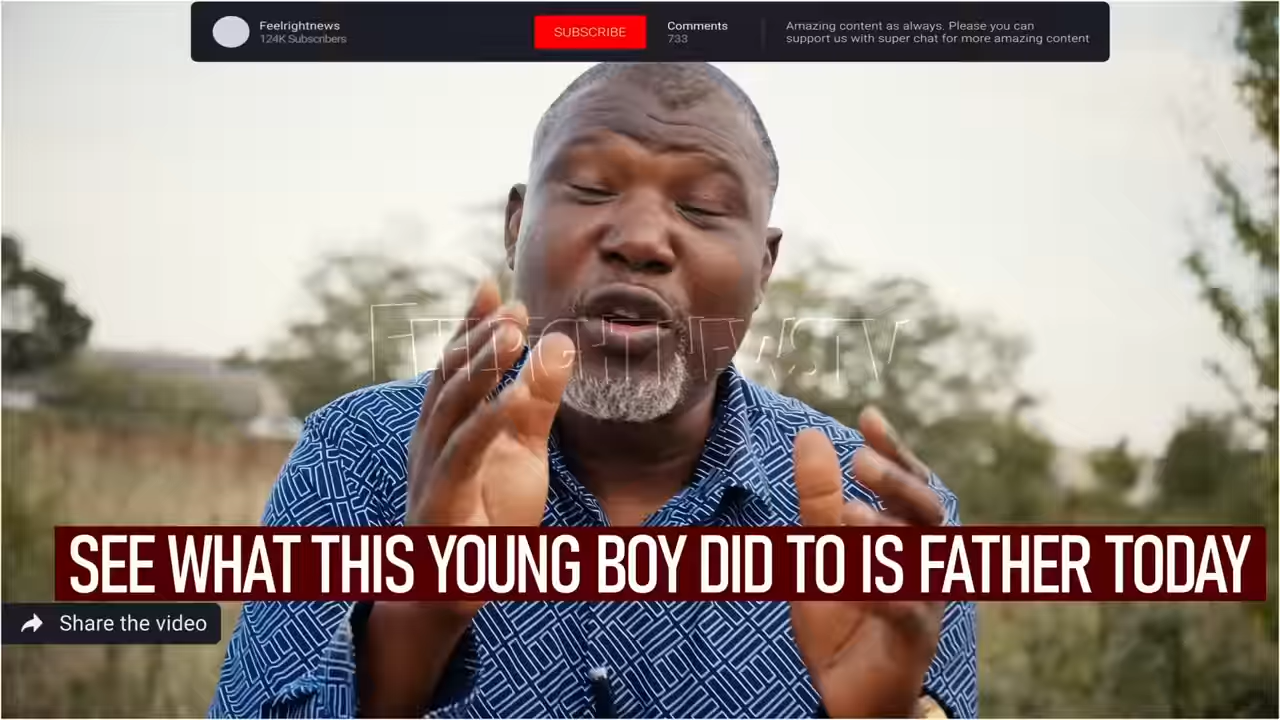 Feelrightnews
124K Subscribers
SUBSCRIBE
Comments
733
Amazing content as always. Please you can
support us with super chat for more amazing content
FEELRIGHTNEWSTV
SEE WHAT THIS YOUNG BOY DID TO IS FATHER TODAY
Share the video